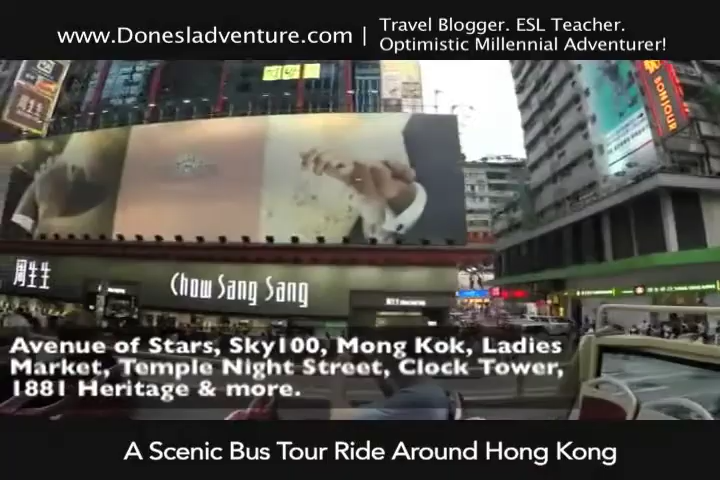 www.Donesladventure.com | Travel Blogger. ESL Teacher.
Optimistic Millennial Adventurer!
BONJOUR
周生生
Chow Sang Sang
Avenue of Stars, Sky100, Mong Kok, Ladies
Market, Temple Night Street, Clock Tower,
1881 Heritage & more.
A Scenic Bus Tour Ride Around Hong Kong